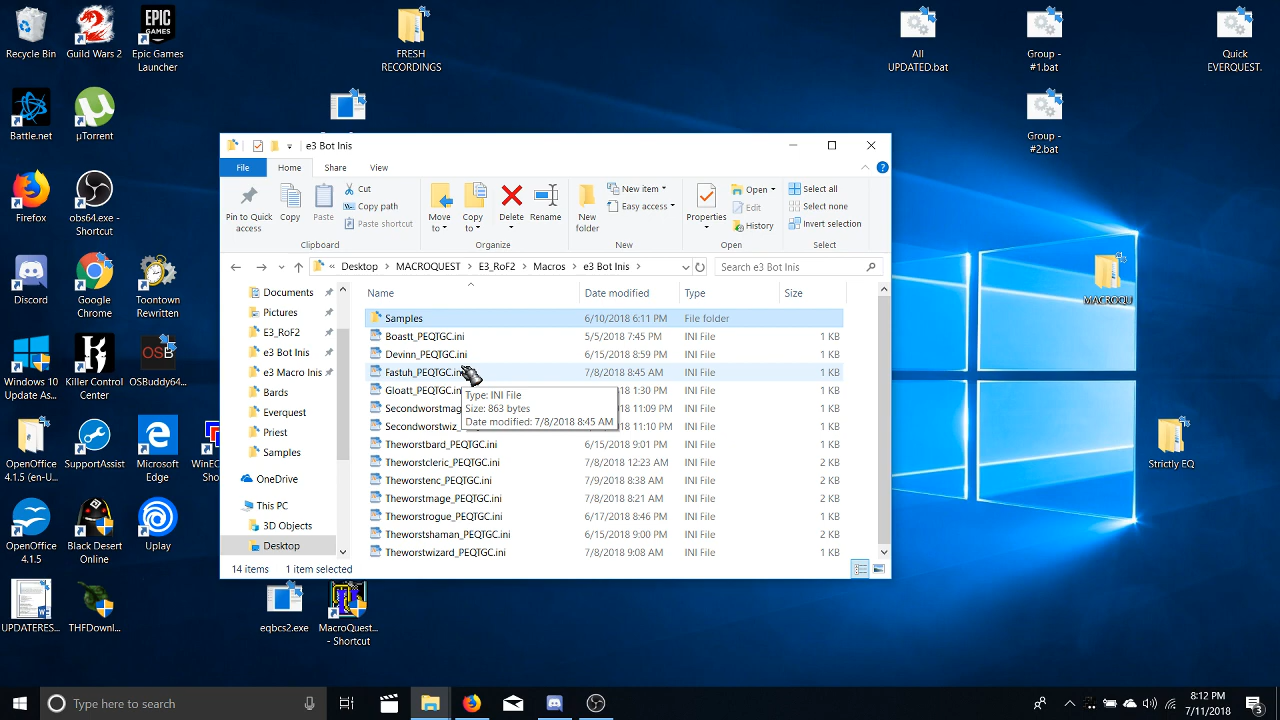 Recycle Bin
Guild Wars 2
Epic Games
Launcher
FRESH
RECORDINGS
All
UPDATED.bat
Group -
#1.bat
Quick
EVERQUEST.
Battle.net
µTorrent
Group -
#2.bat
Firefox
obs64.exe -
Shortcut
Discord
Google
Chrome
Toontown
Rewritten
MACROQU
Windows 10
Update As...
Killer Control
Center
OSBuddy64...
OpenOffice
4.1.5 (en-U...
SupportAssist
Microsoft
Edge
WinEC
Sho
Strictly EQ
OpenOffice
4.1.5
Black Desert
Online
Uplay
UPDATERES...
THFDownl...
eqbcs2.exe
MacroQuest...
- Shortcut
e3 Bot Inis
File
Home
Share
View
Pin to Quick
access
Copy
Paste
Cut
Copy path
Paste shortcut
Clipboard
Move
to
Copy
to
Delete
Rename
Organize
New
folder
New item
Easy access
New
Properties
Open
Edit
History
Open
Select all
Select none
Invert selection
Select
« Desktop > MACROQUEST > E3_RoF2 > Macros > e3 Bot Inis >
Search e3 Bot Inis
Documents
Pictures
E3_RoF2
e3 Bot Inis
e3 Macro Inis
Bards
Everquest
Priest
Samples
OneDrive
This PC
3D Objects
Desktop
Name Date modified Type Size
Samples 6/10/2018 6:11 PM File folder
Boastt_PEQTGC.ini 5/5/2018 7:45 PM INI File 1 KB
Devinn_PEQTGC.ini 6/15/2018 8:59 PM INI File 1 KB
Fastuh_PEQTGC.in 7/8/2018 8:45 AM INI File 1 KB
Gloatt_PEQTGC.in 1:30 PM INI File 1 KB
Secondworstmag 11:09 PM INI File 1 KB
Secondworstwiz_ 11:10 PM INI File 1 KB
Theworstbard_PEQTGC.ini 6/15/2018 9:01 PM INI File 1 KB
Theworstcleric_PEQTGC.ini 7/8/2018 12:23 AM INI File 2 KB
Theworstenc_PEQTGC.ini 7/9/2018 8:38 AM INI File 2 KB
Theworstmage_PEQTGC.ini 7/8/2018 8:21 AM INI File 2 KB
Theworstrogue_PEQTGC.ini 6/17/2018 8:46 PM INI File 1 KB
Theworstshaman_PEQTGC.ini 6/15/2018 9:00 PM INI File 2 KB
Theworstwizard_PEQTGC.ini 7/8/2018 9:08 AM INI File 1 KB
Type: INI File
Size: 863 bytes
Date modified: 7/8/2018 8:45 AM
14 items 1 item selected
Type here to search
8:12 PM
7/11/2018
3